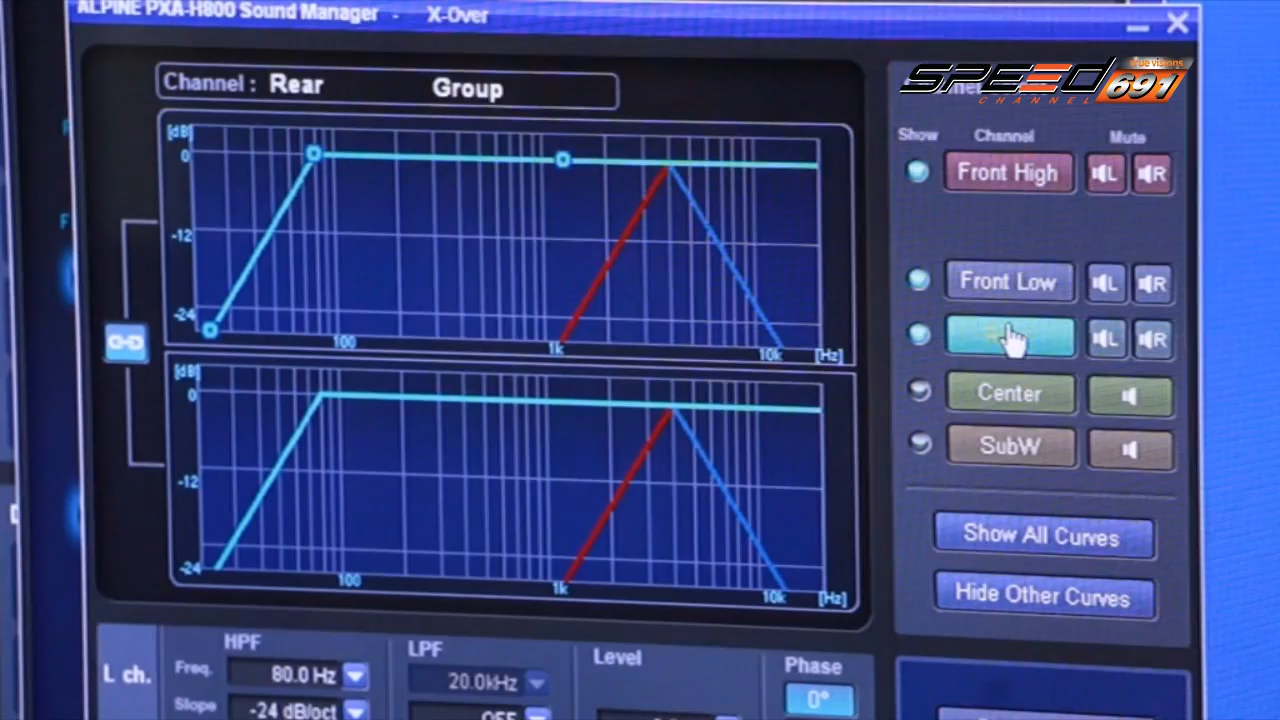 ALPINE PXA-H800 Sound Manager - X-Over
true visions
SPEED
CHANNEL
691
Channel : Rear Group
[dB]
0
-12
-24
100
1k
10k
[Hz]
[dB]
0
-12
-24
100
1k
10k
[Hz]
Show Channel Mute
Front High L R
Front Low L R
L R
Center
SubW
Show All Curves
Hide Other Curves
L ch.
HPF
LPF
Level
Phase
Freq. 80.0 Hz 20.0kHz 0°
Slope -24 dB/oct OFF